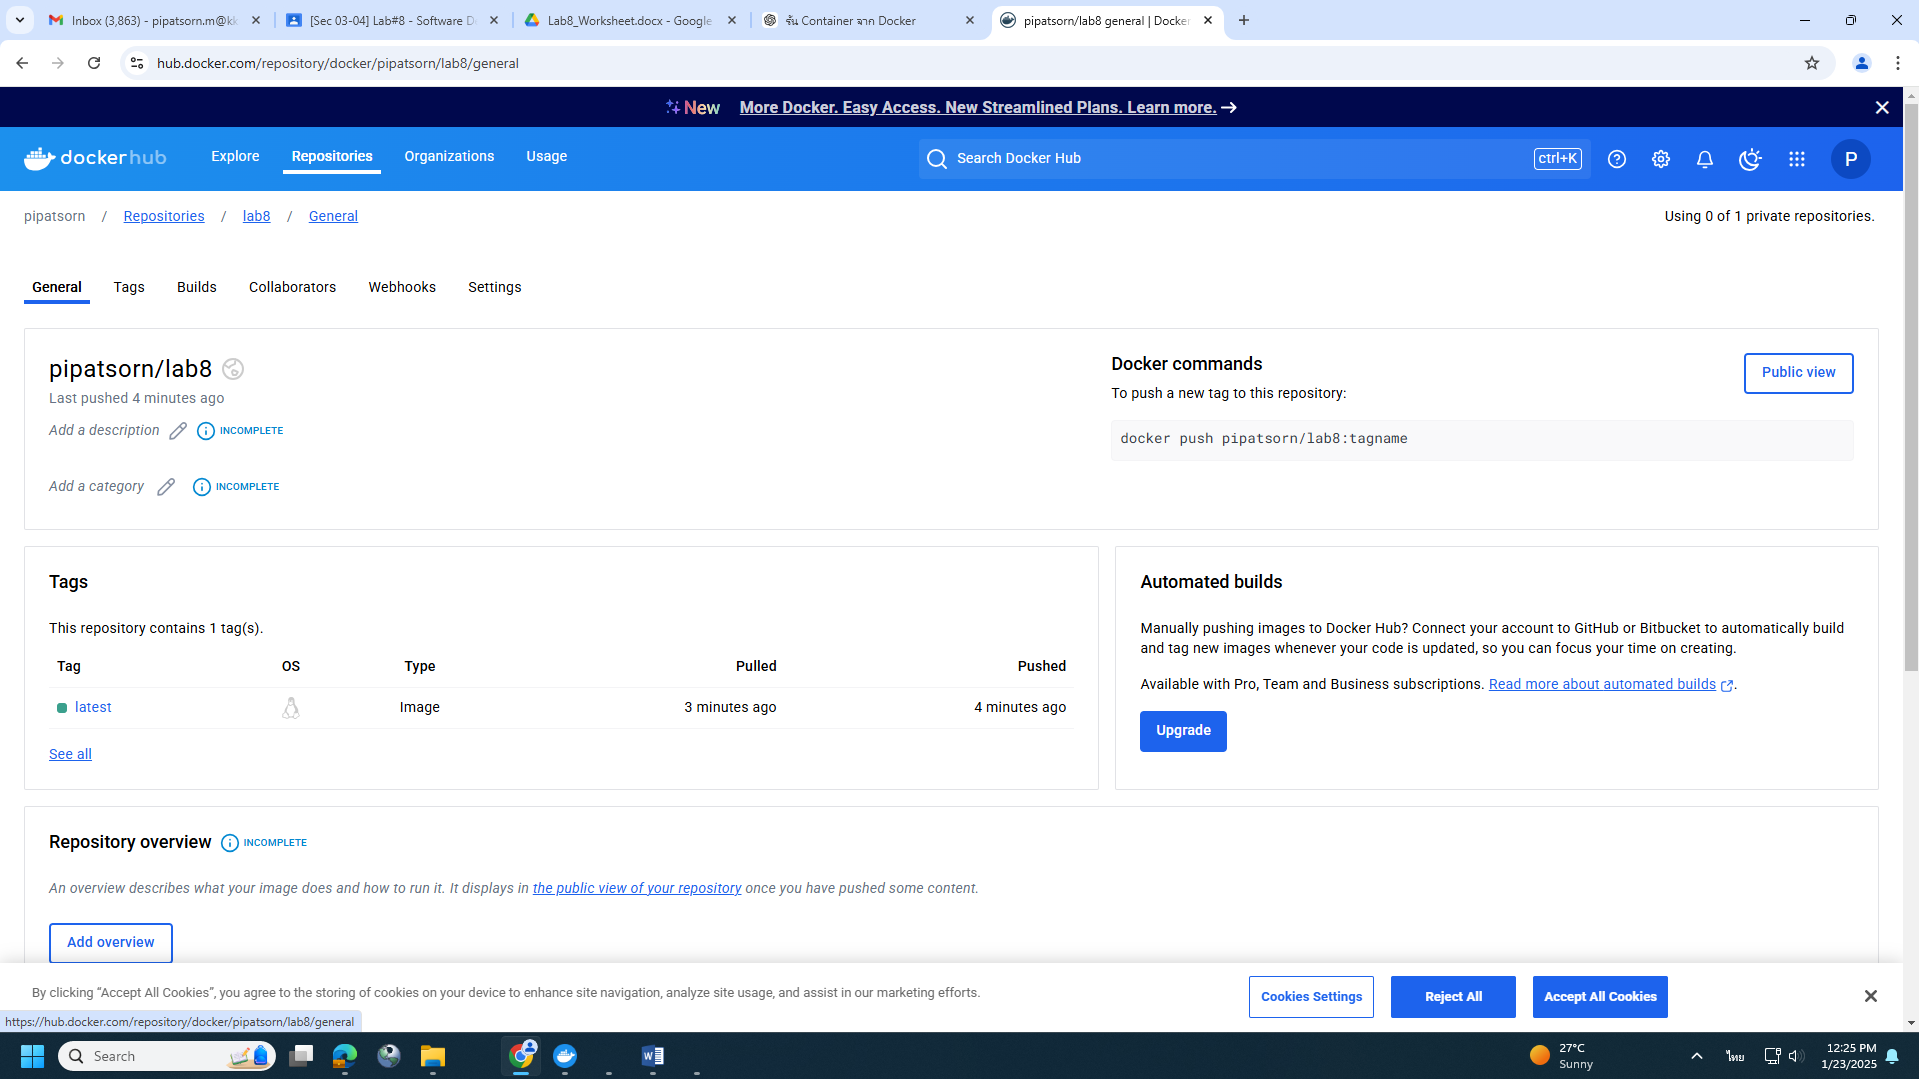 Inbox (3,863) - pipatsorn.m@kk
[Sec 03-04] Lab#8 - Software De
Lab8_Worksheet.docx - Google
รัน Container จาก Docker
pipatsorn/lab8 general | Docker
hub.docker.com/repository/docker/pipatsorn/lab8/general
New More Docker. Easy Access. New Streamlined Plans. Learn more. →
dockerhub Explore Repositories Organizations Usage Search Docker Hub ctrl+K P
pipatsorn / Repositories / lab8 / General Using 0 of 1 private repositories.
General Tags Builds Collaborators Webhooks Settings
pipatsorn/lab8
Last pushed 4 minutes ago
Add a description INCOMPLETE
Add a category INCOMPLETE
Docker commands
Public view
To push a new tag to this repository:
docker push pipatsorn/lab8:tagname
Tags
This repository contains 1 tag(s).
Tag OS Type Pulled Pushed
latest Image 3 minutes ago 4 minutes ago
See all
Automated builds
Manually pushing images to Docker Hub? Connect your account to GitHub or Bitbucket to automatically build
and tag new images whenever your code is updated, so you can focus your time on creating.
Available with Pro, Team and Business subscriptions. Read more about automated builds.
Upgrade
Repository overview INCOMPLETE
An overview describes what your image does and how to run it. It displays in the public view of your repository once you have pushed some content.
Add overview
By clicking “Accept All Cookies”, you agree to the storing of cookies on your device to enhance site navigation, analyze site usage, and assist in our marketing efforts.
Cookies Settings Reject All Accept All Cookies
https://hub.docker.com/repository/docker/pipatsorn/lab8/general
Search
27°C
Sunny
ไทย
12:25 PM
1/23/2025